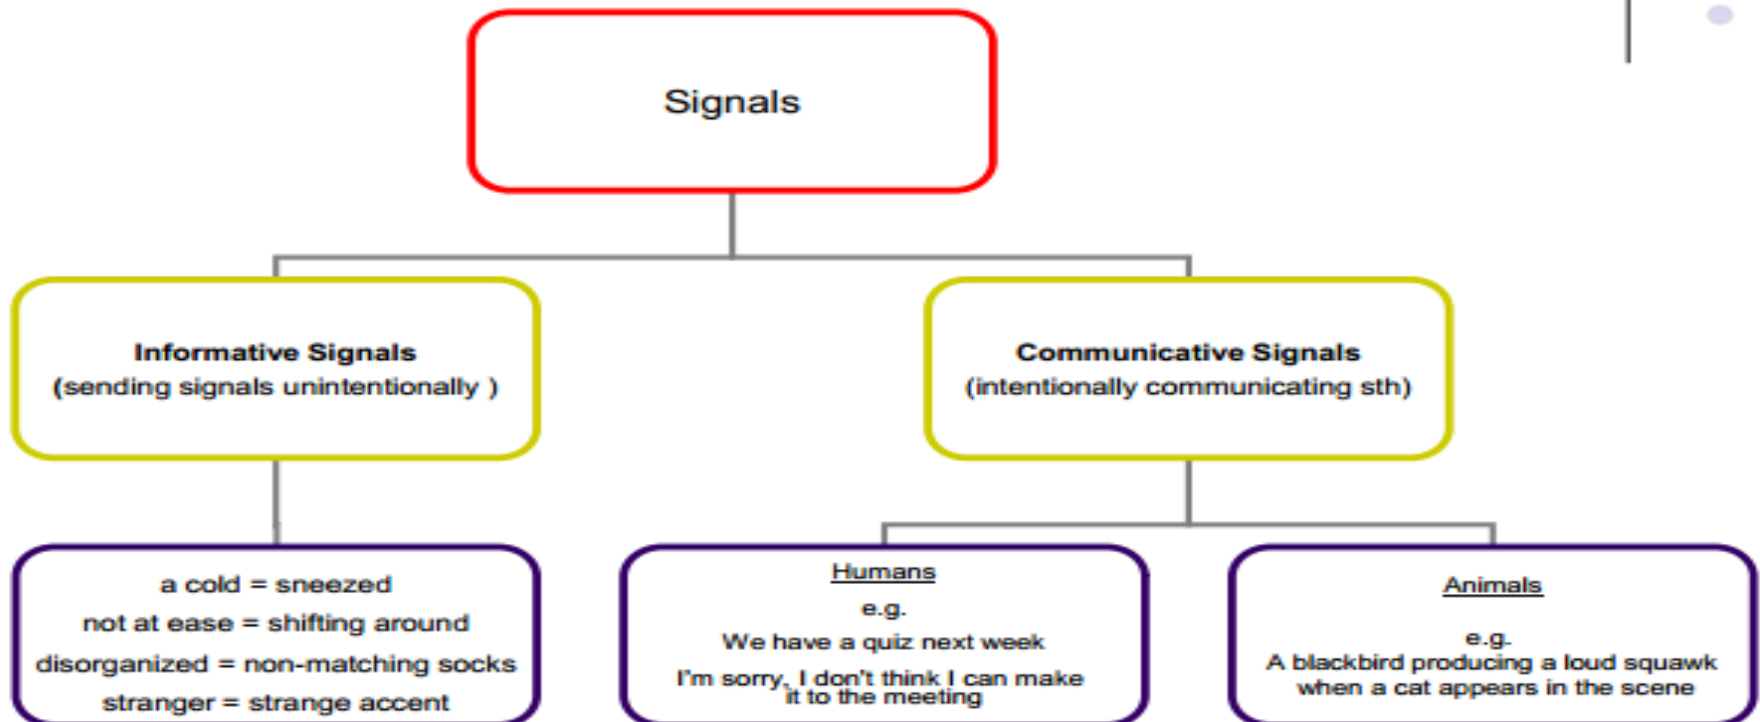 Signals
Informative Signals
(sending signals unintentionally )
Communicative Signals
(intentionally communicating sth)
a cold = sneezed
not at ease = shifting around
disorganized = non-matching socks
stranger = strange accent
Humans
e.g.
We have a quiz next week
I'm sorry, I don't think I can make
it to the meeting
Animals
e.g.
A blackbird producing a loud squawk
when a cat appears in the scene